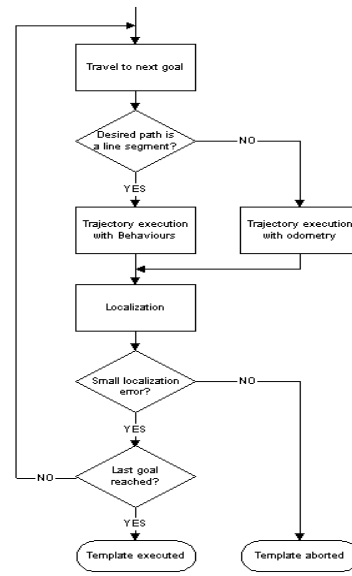 Travel to next goal
Desired path is
a line segment?
NO
YES
Trajectory execution
with Behaviours
Trajectory execution
with odometry
Localization
Small localization
error?
NO
YES
Last goal
reached?
NO
YES
Template executed
Template aborted